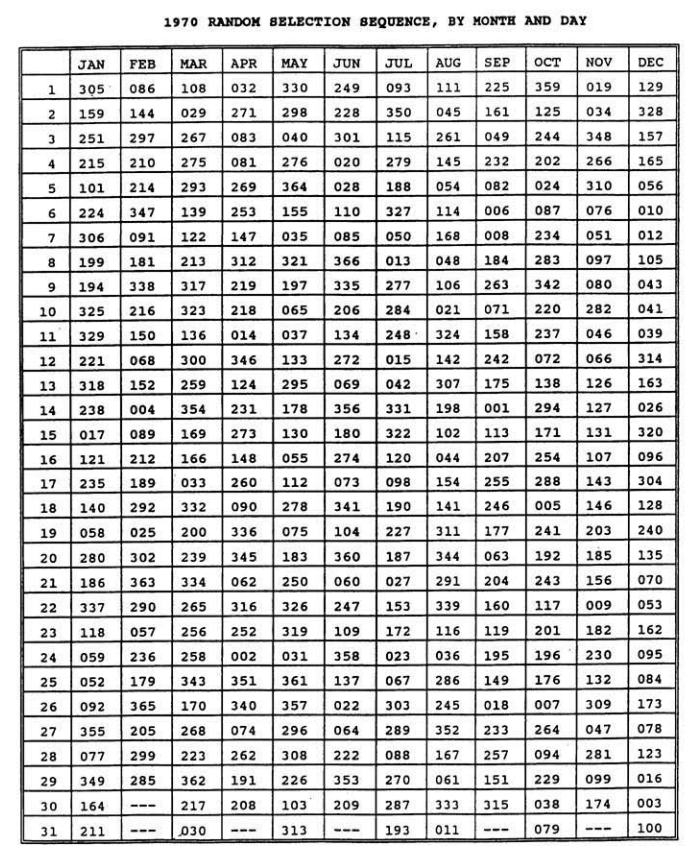 1970 RANDOM SELECTION SEQUENCE, BY MONTH AND DAY
JAN FEB MAR APR MAY JUN JUL AUG SEP OCT NOV DEC
1 305 086 108 032 330 249 093 111 225 359 019 129
2 159 144 029 271 298 228 350 045 161 125 034 328
3 251 297 267 083 040 301 115 261 049 244 348 157
4 215 210 275 081 276 020 279 145 232 202 266 165
5 101 214 293 269 364 028 188 054 082 024 310 056
6 224 347 139 253 155 110 327 114 006 087 076 010
7 306 091 122 147 035 085 050 168 008 234 051 012
8 199 181 213 312 321 366 013 048 184 283 097 105
9 194 338 317 219 197 335 277 106 263 342 080 043
10 325 216 323 218 065 206 284 021 071 220 282 041
11 329 150 136 014 037 134 248 324 158 237 046 039
12 221 068 300 346 133 272 015 142 242 072 066 314
13 318 152 259 124 295 069 042 307 175 138 126 163
14 238 004 354 231 178 356 331 198 001 294 127 026
15 017 089 169 273 130 180 322 102 113 171 131 320
16 121 212 166 148 055 274 120 044 207 254 107 096
17 235 189 033 260 112 073 098 154 255 288 143 304
18 140 292 332 090 278 341 190 141 246 005 146 128
19 058 025 200 336 075 104 227 311 177 241 203 240
20 280 302 239 345 183 360 187 344 063 192 185 135
21 186 363 334 062 250 060 027 291 204 243 156 070
22 337 290 265 316 326 247 153 339 160 117 009 053
23 118 057 256 252 319 109 172 116 119 201 182 162
24 059 236 258 002 031 358 023 036 195 196 230 095
25 052 179 343 351 361 137 067 286 149 176 132 084
26 092 365 170 340 357 022 303 245 018 007 309 173
27 355 205 268 074 296 064 289 352 233 264 047 078
28 077 299 223 262 308 222 088 167 257 094 281 123
29 349 285 362 191 226 353 270 061 151 229 099 016
30 164 --- 217 208 103 209 287 333 315 038 174 003
31 211 --- 030 --- 313 --- 193 011 --- 079 --- 100